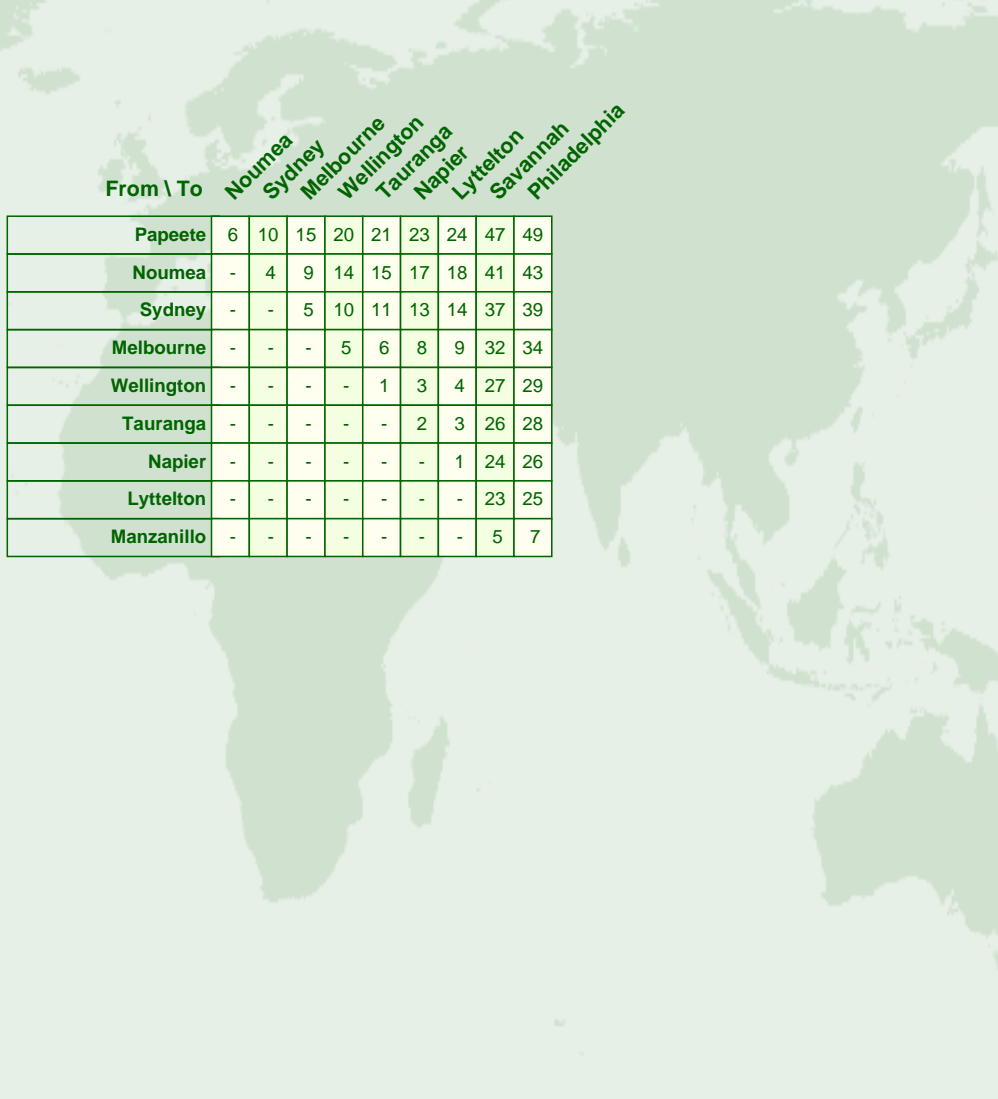 From \ To Noumea Sydney Melbourne Wellington Tauranga Napier Lyttelton Savannah Philadelphia
Papeete 6 10 15 20 21 23 24 47 49
Noumea - 4 9 14 15 17 18 41 43
Sydney - - 5 10 11 13 14 37 39
Melbourne - - - 5 6 8 9 32 34
Wellington - - - - 1 3 4 27 29
Tauranga - - - - - 2 3 26 28
Napier - - - - - - 1 24 26
Lyttelton - - - - - - - 23 25
Manzanillo - - - - - - - 5 7